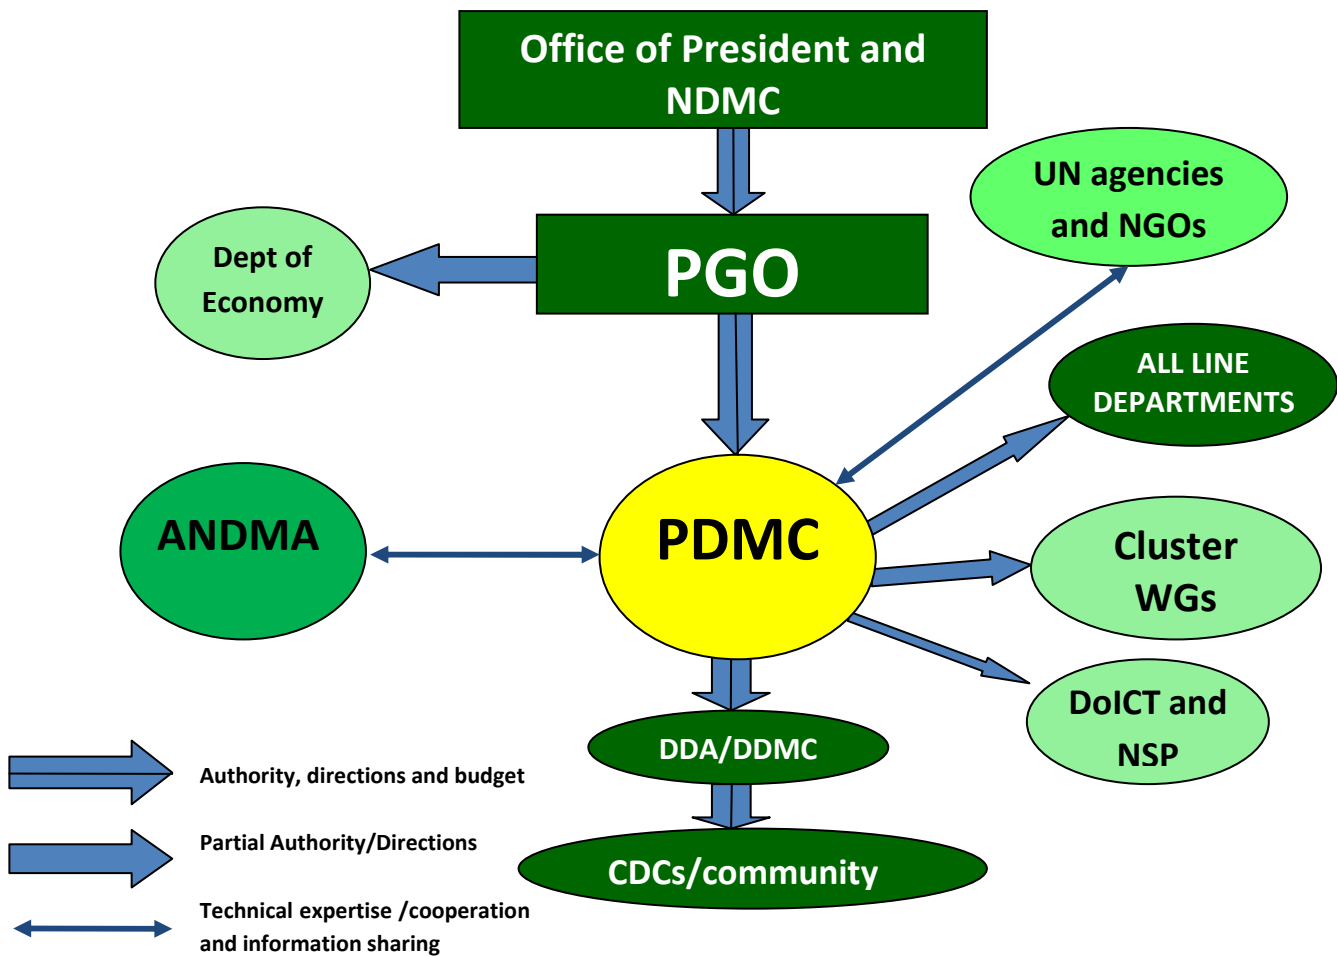 Office of President and
NDMC
UN agencies
and NGOs
PGO
Dept of
Economy
ALL LINE
DEPARTMENTS
ANDMA
PDMC
Cluster
WGs
DoICT and
NSP
DDA/DDMC
Authority, directions and budget
Partial Authority/Directions
CDCs/community
Technical expertise /cooperation
and information sharing